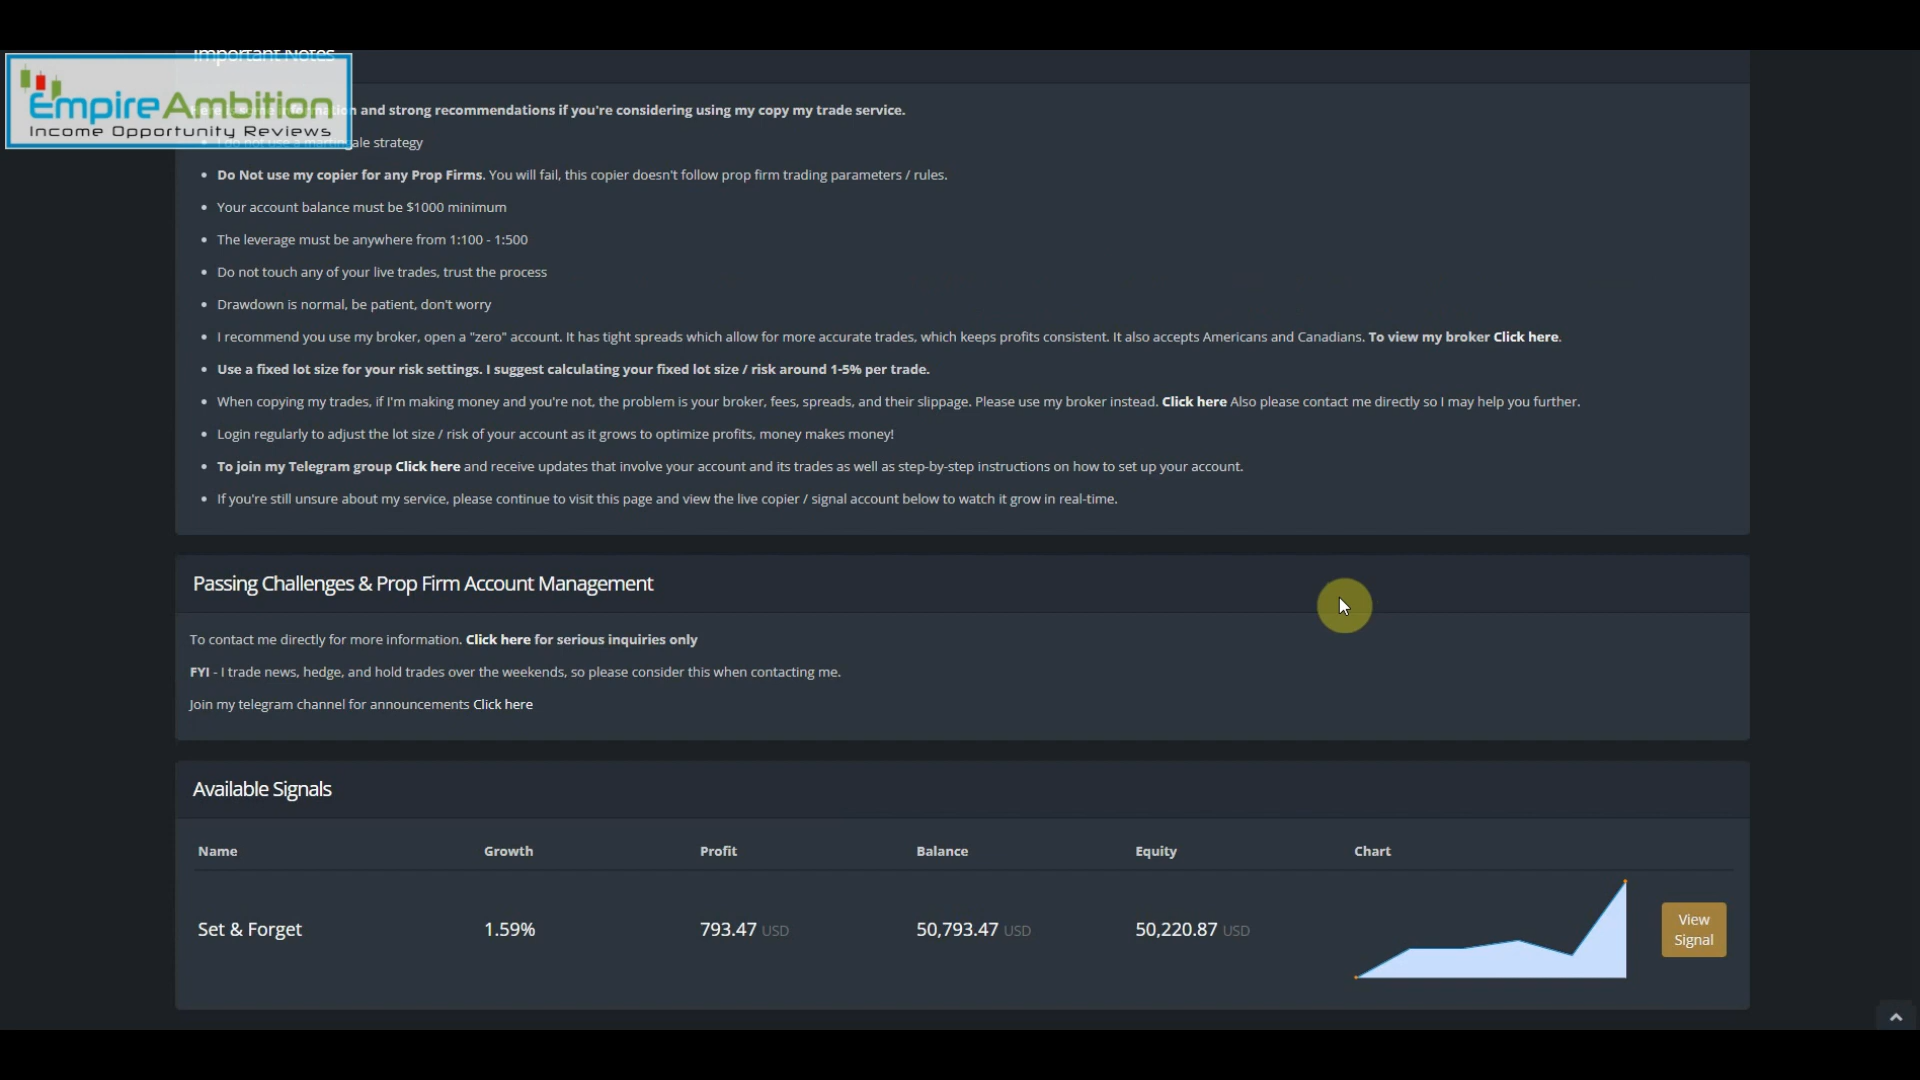 Important Notes
EmpireAmbition
Income Opportunity Reviews
and strong recommendations if you're considering using my copy my trade service.
strategy
Do Not use my copier for any Prop Firms. You will fail, this copier doesn't follow prop firm trading parameters / rules.
Your account balance must be $1000 minimum
The leverage must be anywhere from 1:100 - 1:500
Do not touch any of your live trades, trust the process
Drawdown is normal, be patient, don't worry
I recommend you use my broker, open a "zero" account. It has tight spreads which allow for more accurate trades, which keeps profits consistent. It also accepts Americans and Canadians. To view my broker Click here.
Use a fixed lot size for your risk settings. I suggest calculating your fixed lot size / risk around 1-5% per trade.
When copying my trades, if I'm making money and you're not, the problem is your broker, fees, spreads, and their slippage. Please use my broker instead. Click here Also please contact me directly so I may help you further.
Login regularly to adjust the lot size / risk of your account as it grows to optimize profits, money makes money!
To join my Telegram group Click here and receive updates that involve your account and its trades as well as step-by-step instructions on how to set up your account.
If you're still unsure about my service, please continue to visit this page and view the live copier / signal account below to watch it grow in real-time.
Passing Challenges & Prop Firm Account Management
To contact me directly for more information. Click here for serious inquiries only
FYI - I trade news, hedge, and hold trades over the weekends, so please consider this when contacting me.
Join my telegram channel for announcements Click here
Available Signals
Name Growth Profit Balance Equity Chart
Set & Forget 1.59% 793.47 USD 50,793.47 USD 50,220.87 USD
View
Signal